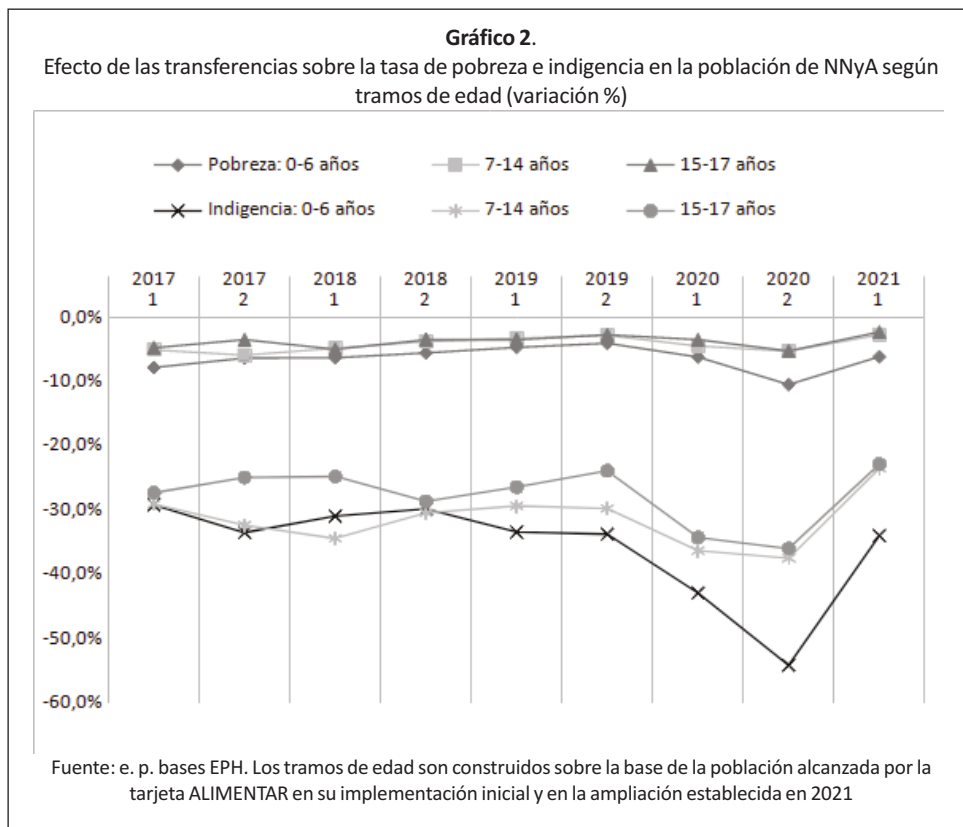 Gráfico 2.
Efecto de las transferencias sobre la tasa de pobreza e indigencia en la población de NNyA según
tramos de edad (variación %)
Pobreza: 0-6 años 7-14 años 15-17 años
Indigencia: 0-6 años 7-14 años 15-17 años
2017 2017 2018 2018 2019 2019 2020 2020 2021
1 2 1 2 1 2 1 2 1
0,0%
-10,0%
-20,0%
-30,0%
-40,0%
-50,0%
-60,0%
Fuente: e. p. bases EPH. Los tramos de edad son construidos sobre la base de la población alcanzada por la
tarjeta ALIMENTAR en su implementación inicial y en la ampliación establecida en 2021